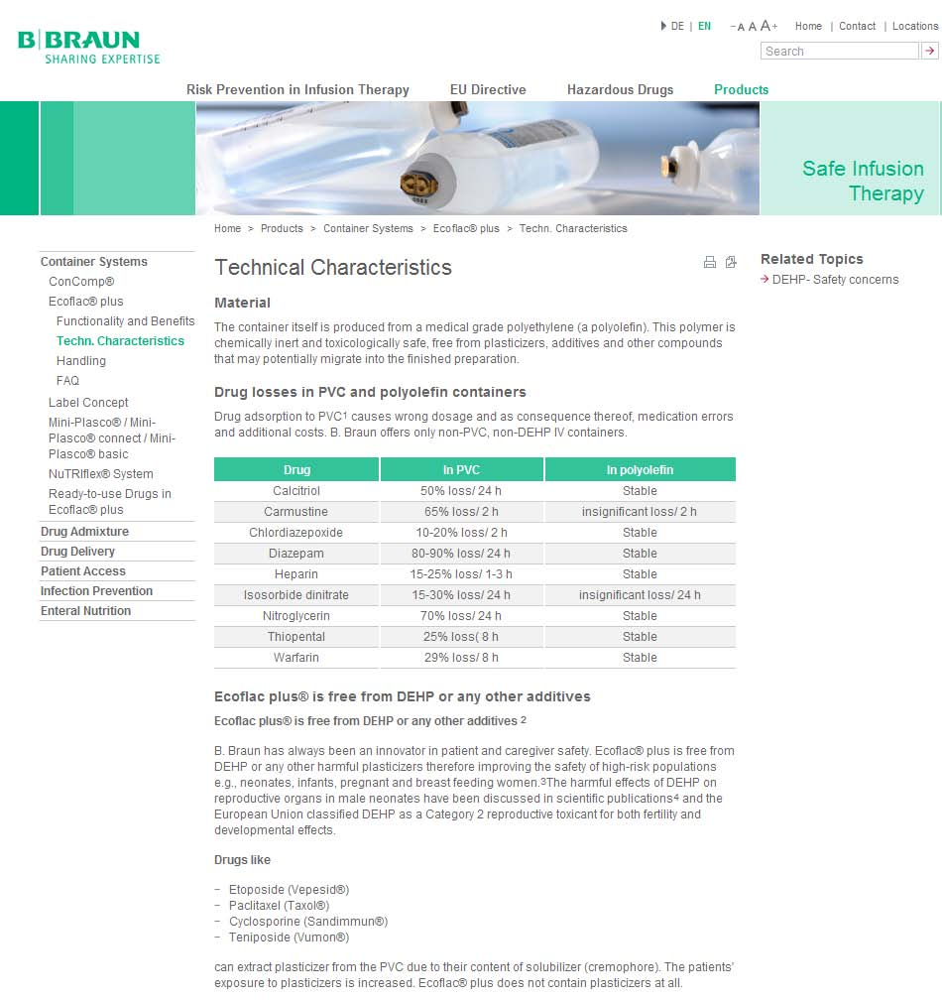 B|BRAUN
SHARING EXPERTISE
DE | EN
−A A A+
Home | Contact | Locations
Search
Risk Prevention in Infusion Therapy EU Directive Hazardous Drugs Products
Safe Infusion
Therapy
Home > Products > Container Systems > Ecoflac® plus > Techn. Characteristics
Container Systems
ConComp®
Ecoflac® plus
Functionality and Benefits
Techn. Characteristics
Handling
FAQ
Label Concept
Mini-Plasco® / Mini-
Plasco® connect / Mini-
Plasco® basic
NuTRIflex® System
Ready-to-use Drugs in
Ecoflac® plus
Drug Admixture
Drug Delivery
Patient Access
Infection Prevention
Enteral Nutrition
Technical Characteristics
Material
The container itself is produced from a medical grade polyethylene (a polyolefin). This polymer is
chemically inert and toxicologically safe, free from plasticizers, additives and other compounds
that may potentially migrate into the finished preparation.
Drug losses in PVC and polyolefin containers
Drug adsorption to PVC1 causes wrong dosage and as consequence thereof, medication errors
and additional costs. B. Braun offers only non-PVC, non-DEHP IV containers.
Drug In PVC In polyolefin
Calcitriol 50% loss/ 24 h Stable
Carmustine 65% loss/ 2 h insignificant loss/ 2 h
Chlordiazepoxide 10-20% loss/ 2 h Stable
Diazepam 80-90% loss/ 24 h Stable
Heparin 15-25% loss/ 1-3 h Stable
Isosorbide dinitrate 15-30% loss/ 24 h insignificant loss/ 24 h
Nitroglycerin 70% loss/ 24 h Stable
Thiopental 25% loss( 8 h Stable
Warfarin 29% loss/ 8 h Stable
Ecoflac plus® is free from DEHP or any other additives
Ecoflac plus® is free from DEHP or any other additives 2
B. Braun has always been an innovator in patient and caregiver safety. Ecoflac® plus is free from
DEHP or any other harmful plasticizers therefore improving the safety of high-risk populations
e.g., neonates, infants, pregnant and breast feeding women.3The harmful effects of DEHP on
reproductive organs in male neonates have been discussed in scientific publications4 and the
European Union classified DEHP as a Category 2 reproductive toxicant for both fertility and
developmental effects.
Drugs like
− Etoposide (Vepesid®)
− Paclitaxel (Taxol®)
− Cyclosporine (Sandimmun®)
− Teniposide (Vumon®)
can extract plasticizer from the PVC due to their content of solubilizer (cremophore). The patients'
exposure to plasticizers is increased. Ecoflac® plus does not contain plasticizers at all.
Related Topics
DEHP- Safety concerns